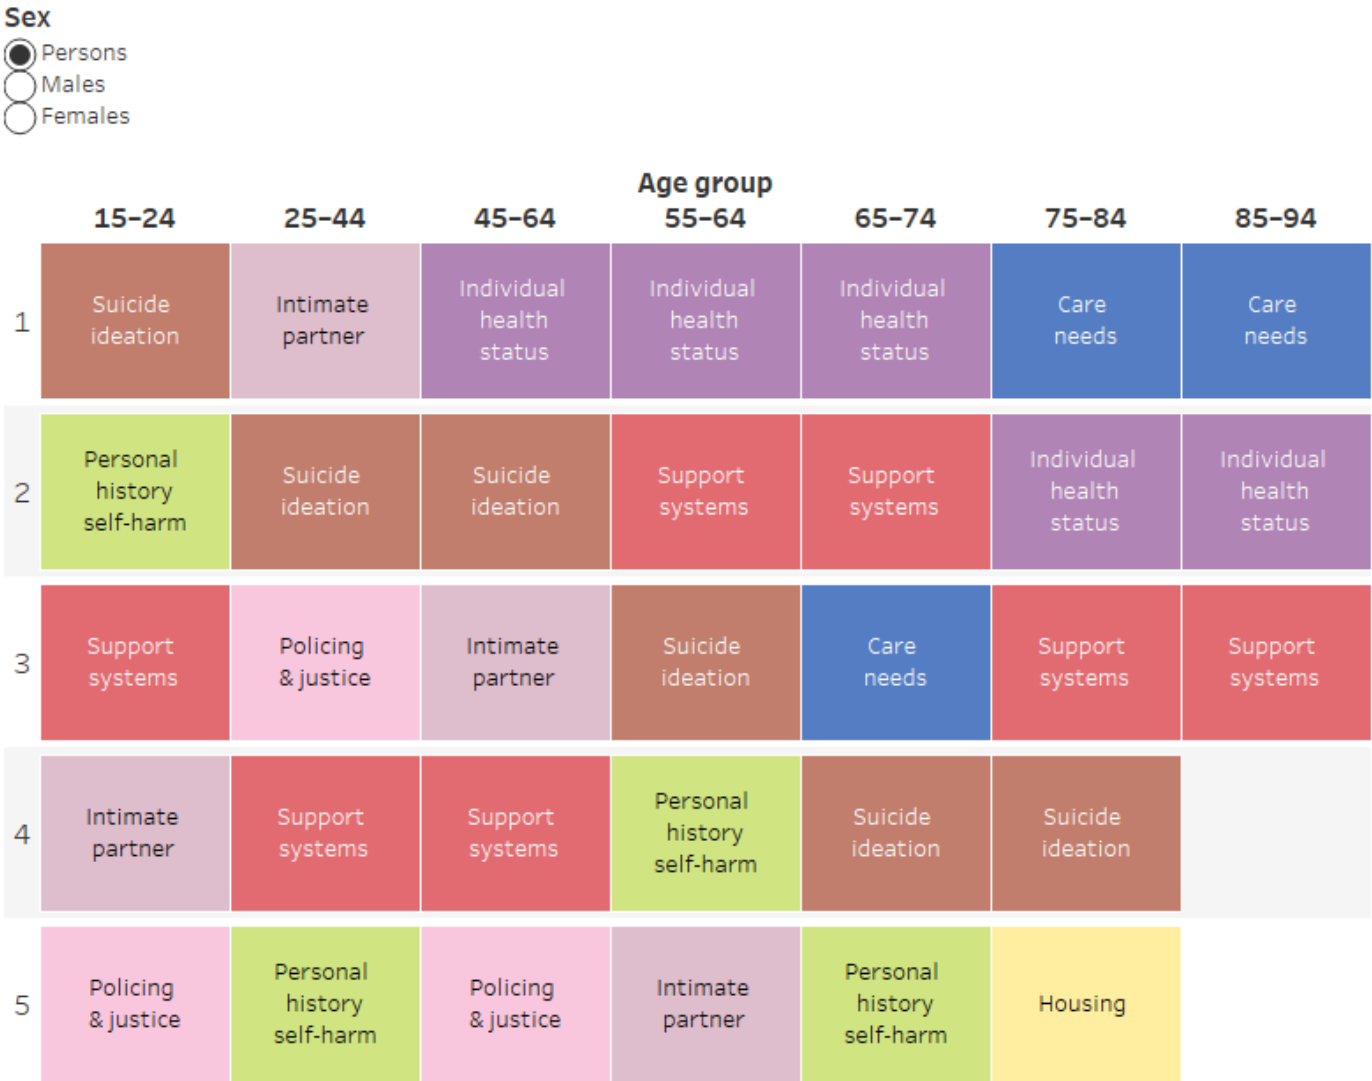 Sex
Persons
Males
Females
Age group
15–24 25–44 45–64 55–64 65–74 75–84 85–94
1
Suicide
ideation
Intimate
partner
Individual
health
status
Individual
health
status
Individual
health
status
Care
needs
Care
needs
2
Personal
history
self-harm
Suicide
ideation
Suicide
ideation
Support
systems
Support
systems
Individual
health
status
Individual
health
status
3
Support
systems
Policing
& justice
Intimate
partner
Suicide
ideation
Care
needs
Support
systems
Support
systems
4
Intimate
partner
Support
systems
Support
systems
Personal
history
self-harm
Suicide
ideation
Suicide
ideation
5
Policing
& justice
Personal
history
self-harm
Policing
& justice
Intimate
partner
Personal
history
self-harm
Housing